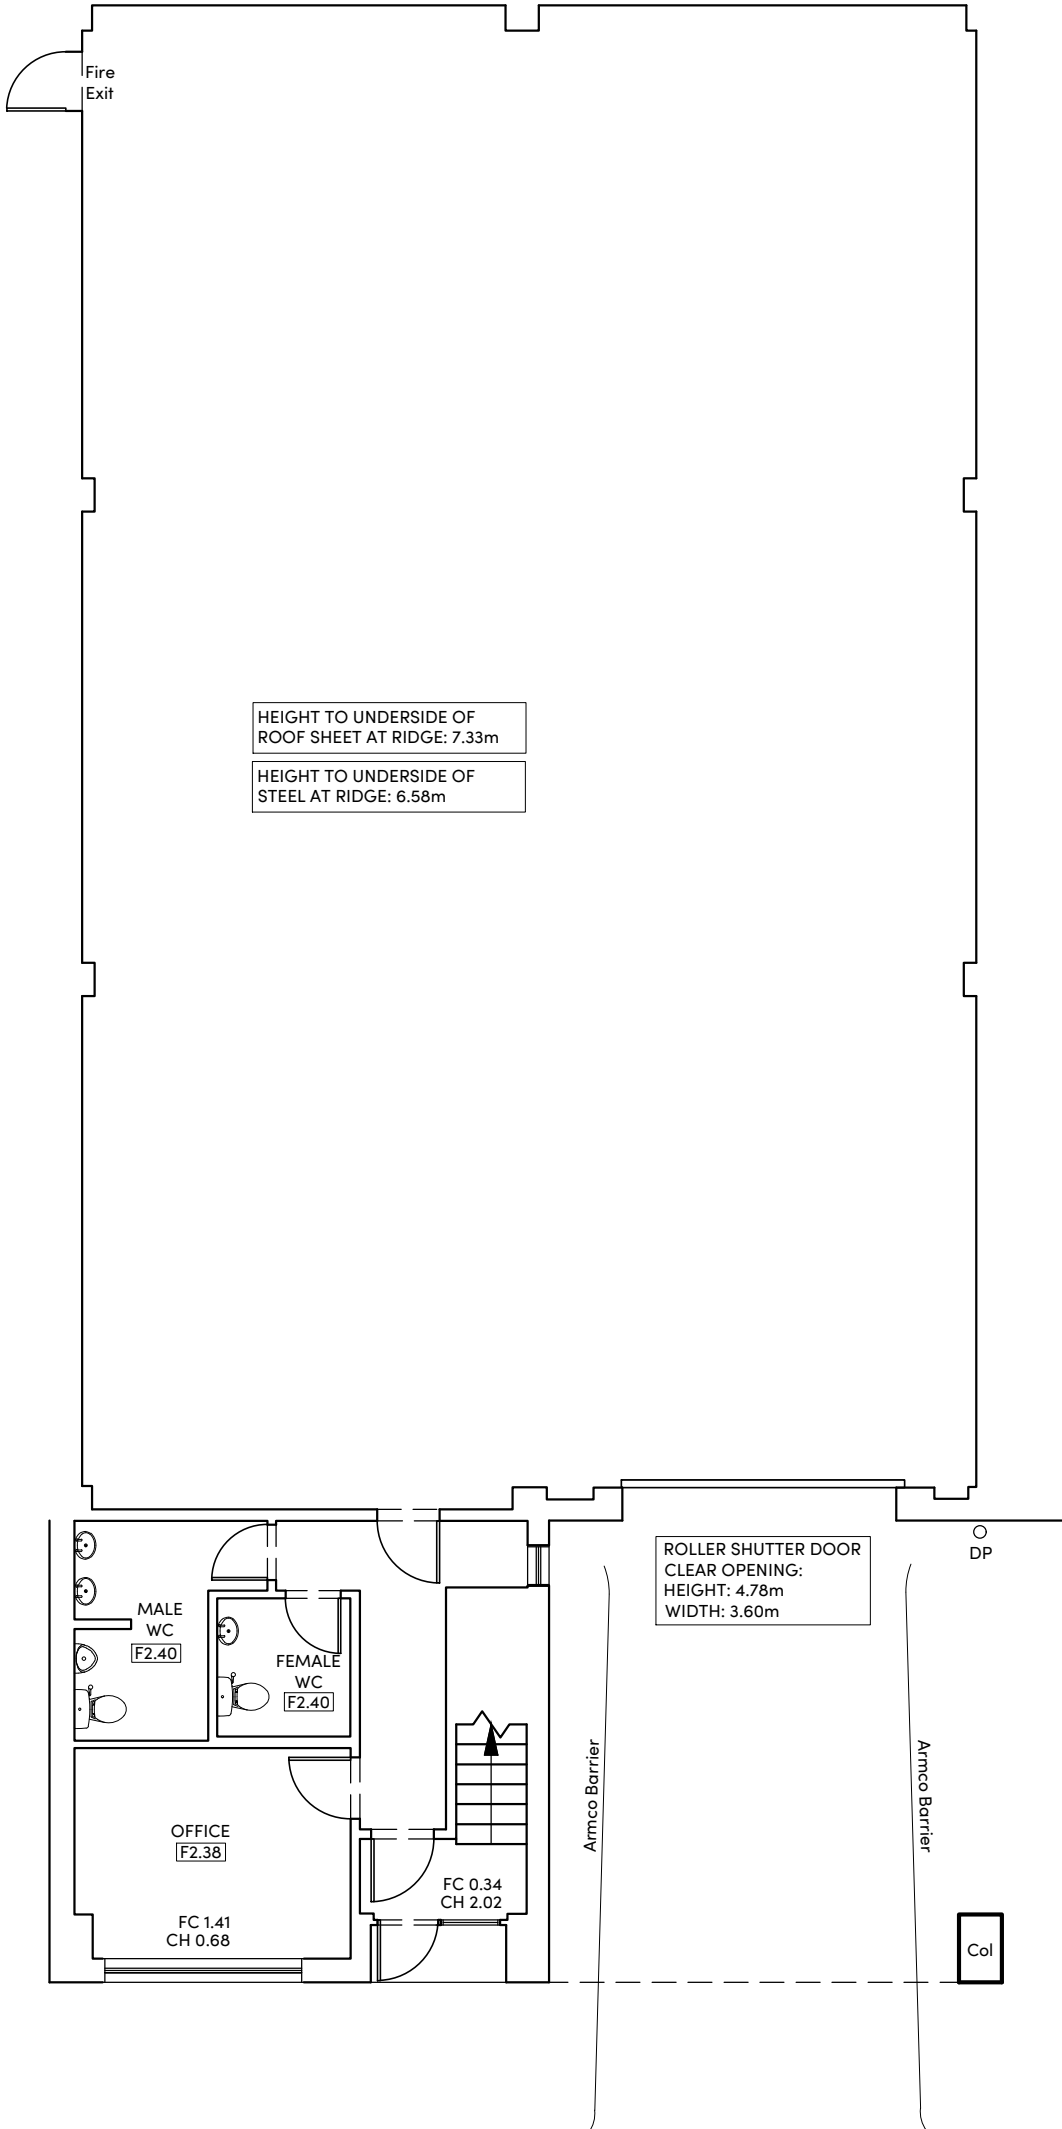 Fire
Exit
HEIGHT TO UNDERSIDE OF
ROOF SHEET AT RIDGE: 7.33m
HEIGHT TO UNDERSIDE OF
STEEL AT RIDGE: 6.58m
ROLLER SHUTTER DOOR
CLEAR OPENING:
HEIGHT: 4.78m
WIDTH: 3.60m
DP
MALE
WC
F2.40
FEMALE
WC
F2.40
Armco Barrier
Armco Barrier
OFFICE
F2.38
FC 0.34
CH 2.02
FC 1.41
CH 0.68
Col